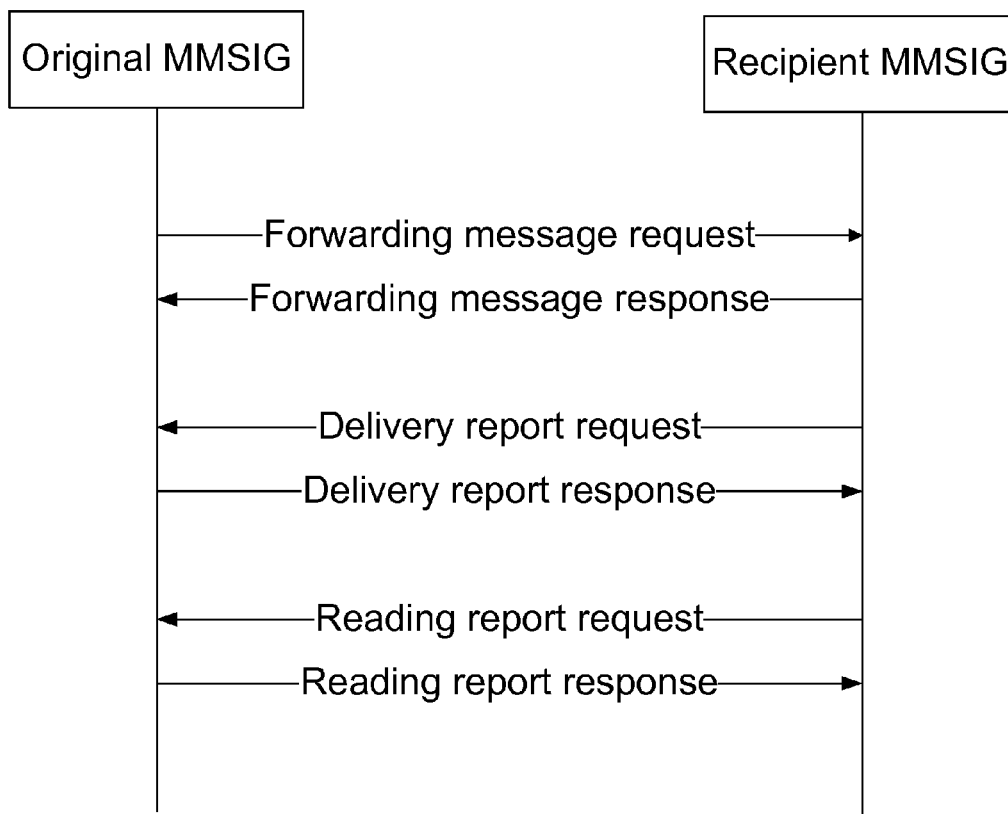 Original MMSIG
Recipient MMSIG
Forwarding message request
Forwarding message response
Delivery report request
Delivery report response
Reading report request
Reading report response